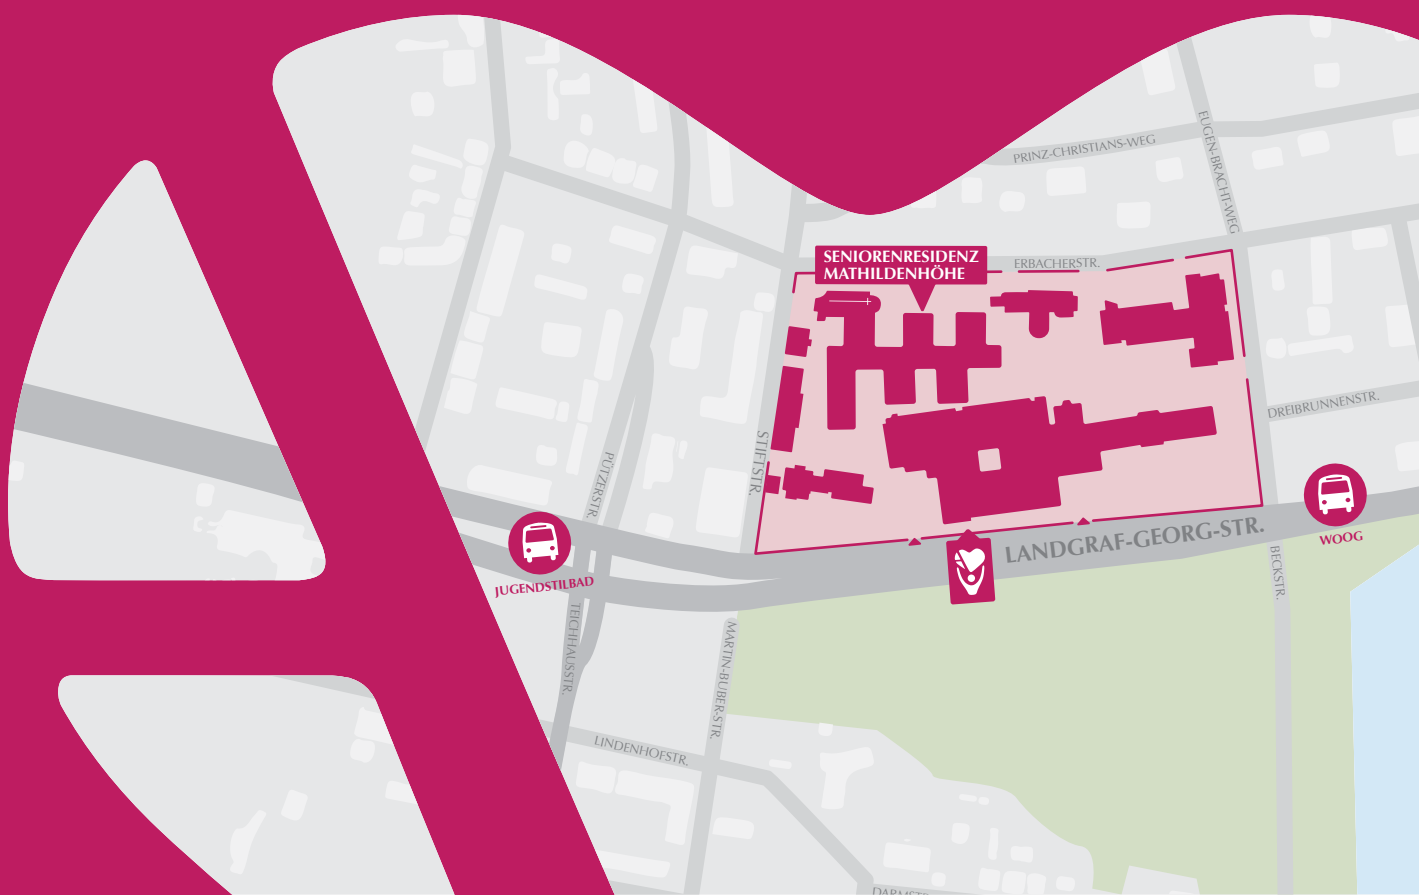 PRINZ-CHRISTIANS-WEG
EUGEN-BRACHT-WEG
SENIORENRESIDENZ
MATHILDENHÖHE
ERBACHERSTR.
DREIBRUNNENSTR.
STIFTSTR.
PÜTZERSTR.
LANDGRAF-GEORG-STR.
WOOG
JUGENDSTILBAD
BECKSTR.
TEICHHAUSSTR.
MARTIN-BUBER-STR.
LINDENHOFSTR.